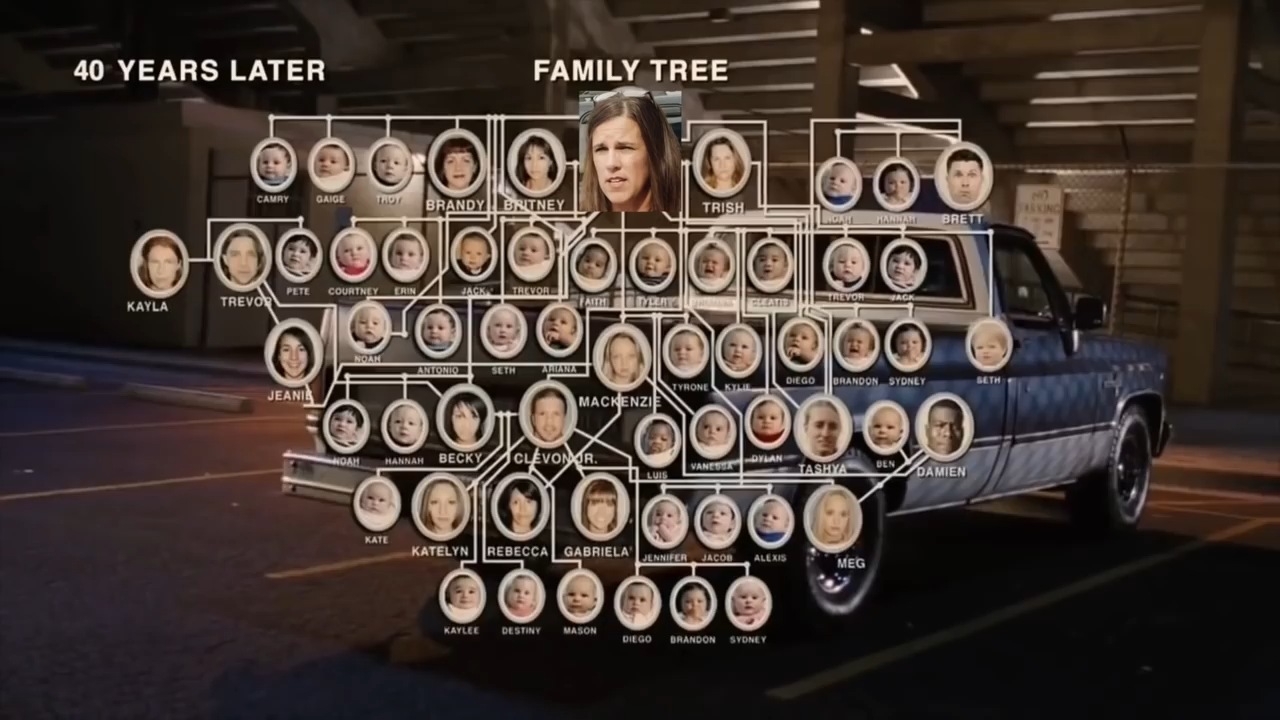 40 YEARS LATER
FAMILY TREE
CAMRY
GAIGE
TROY
BRANDY
BRITNEY
TRISH
NOAH
HANNAH
BRETT
KAYLA
TREVOR
PETE
COURTNEY
ERIN
JACK
TREVOR
FAITH
TYLER
CLEATIS
TREVOR
JACK
JEANIE
NOAH
ANTONIO
SETH
ARIANA
MACKENZIE
TYRONE
KYLIE
DIEGO
BRANDON
SYDNEY
SETH
NOAH
HANNAH
BECKY
CLEVON JR.
LUIS
VANESSA
DYLAN
TASHYA
BEN
DAMIEN
KATE
KATELYN
REBECCA
GABRIELA
JENNIFER
JACOB
ALEXIS
MEG
KAYLEE
DESTINY
MASON
DIEGO
BRANDON
SYDNEY
NO
PARKING